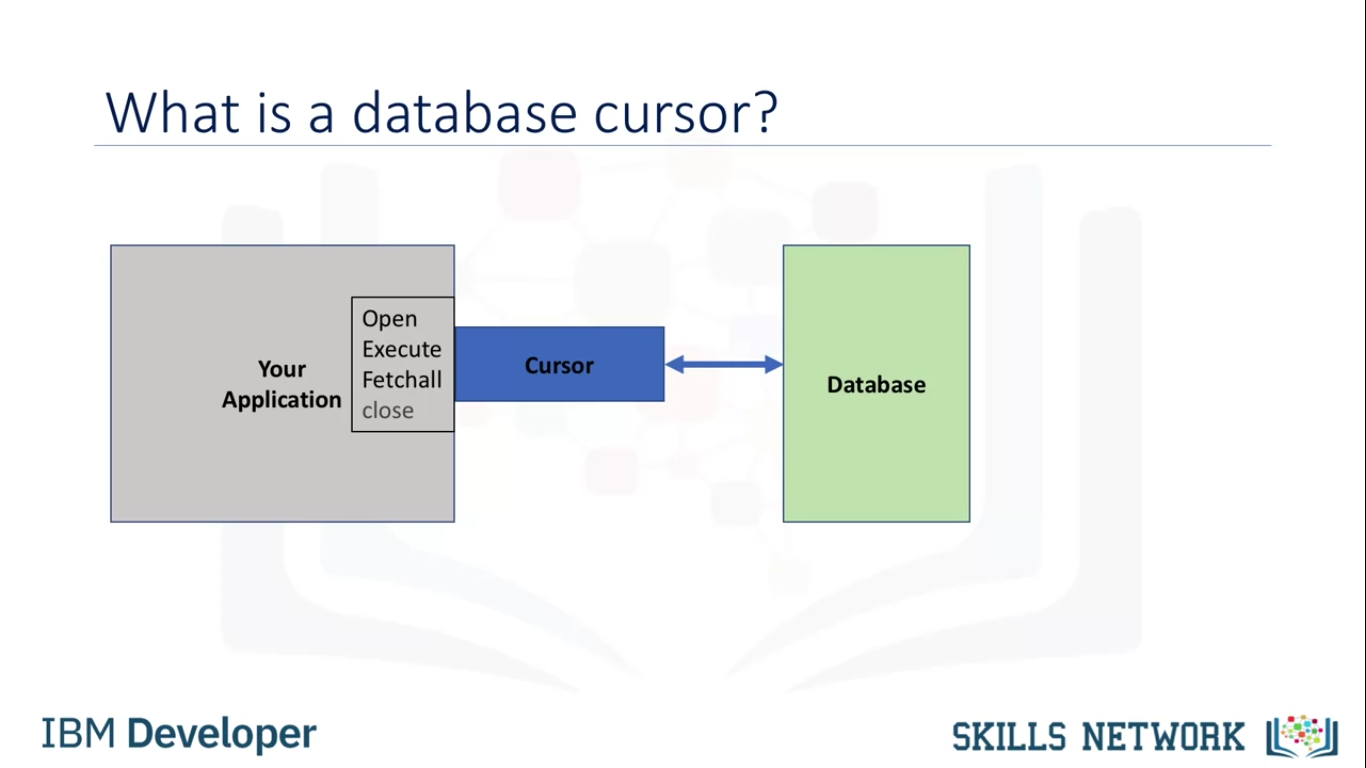 What is a database cursor?
Your
Application
Open
Execute
Fetchall
close
Cursor
Database
IBM Developer
SKILLS NETWORK